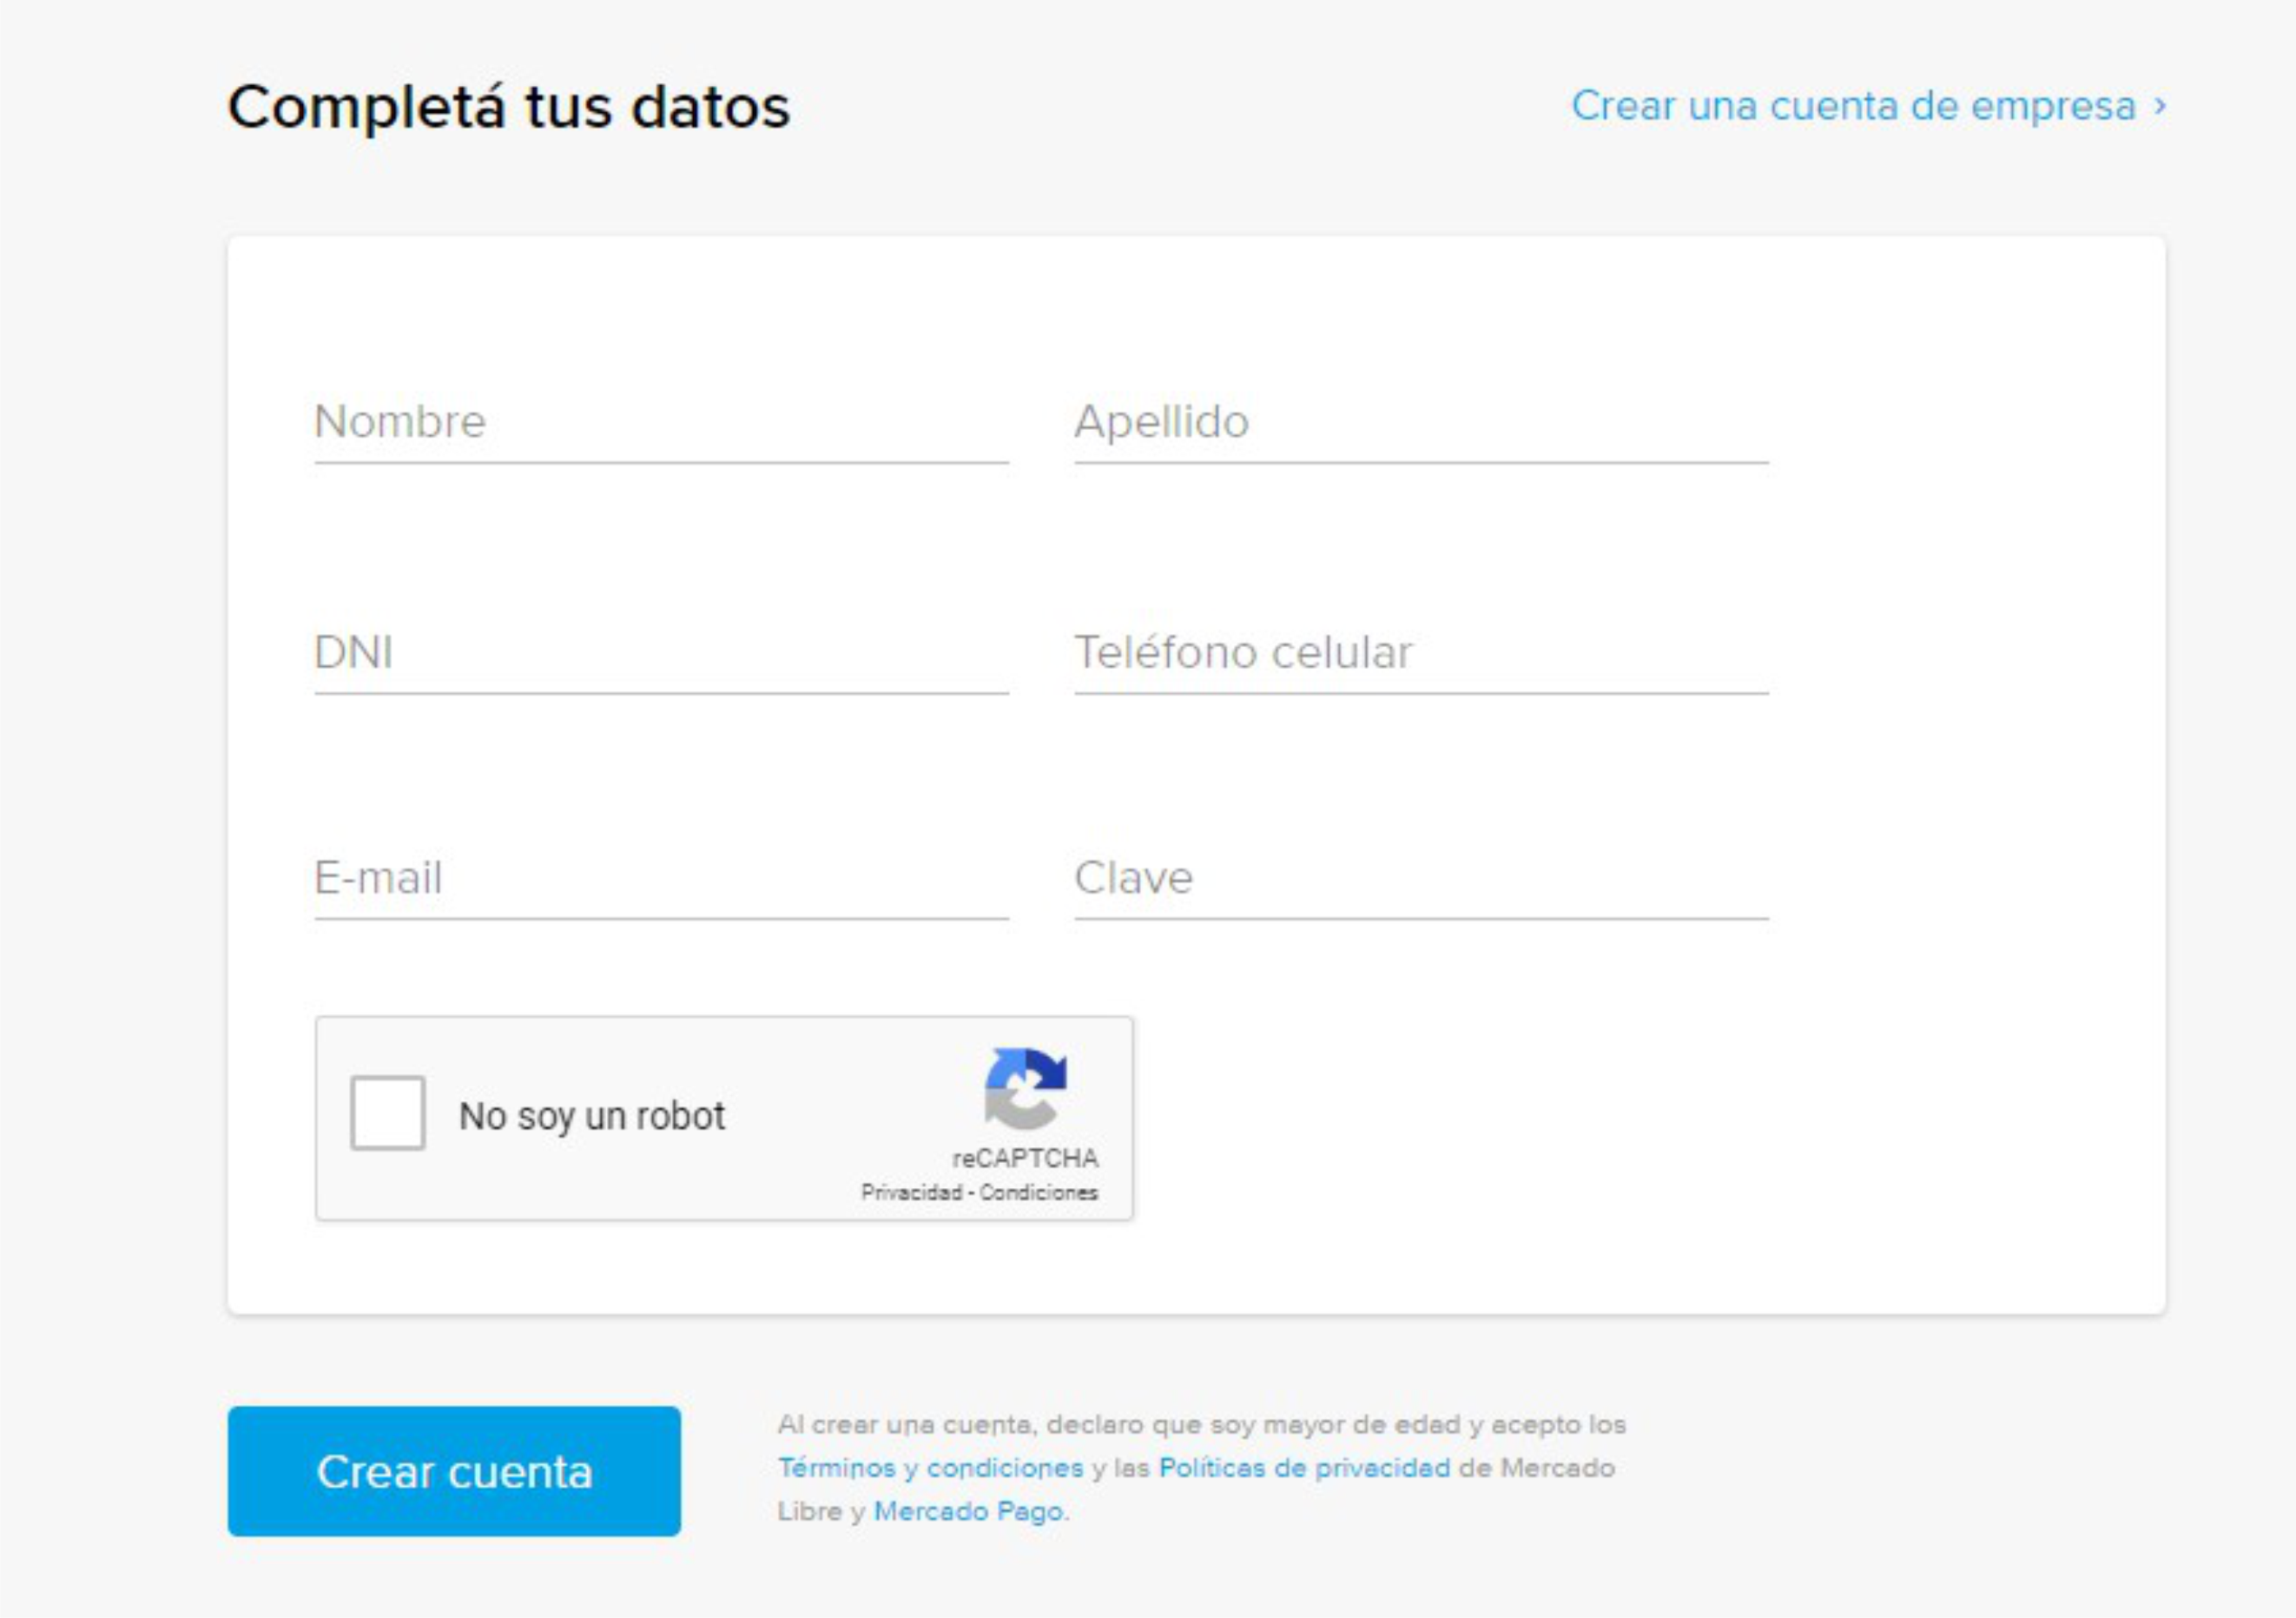 Completá tus datos
Crear una cuenta de empresa ›
Nombre
Apellido
DNI
Teléfono celular
E-mail
Clave
No soy un robot
reCAPTCHA
Privacidad - Condiciones
Crear cuenta
Al crear una cuenta, declaro que soy mayor de edad y acepto los
Términos y condiciones y las Políticas de privacidad de Mercado
Libre y Mercado Pago.